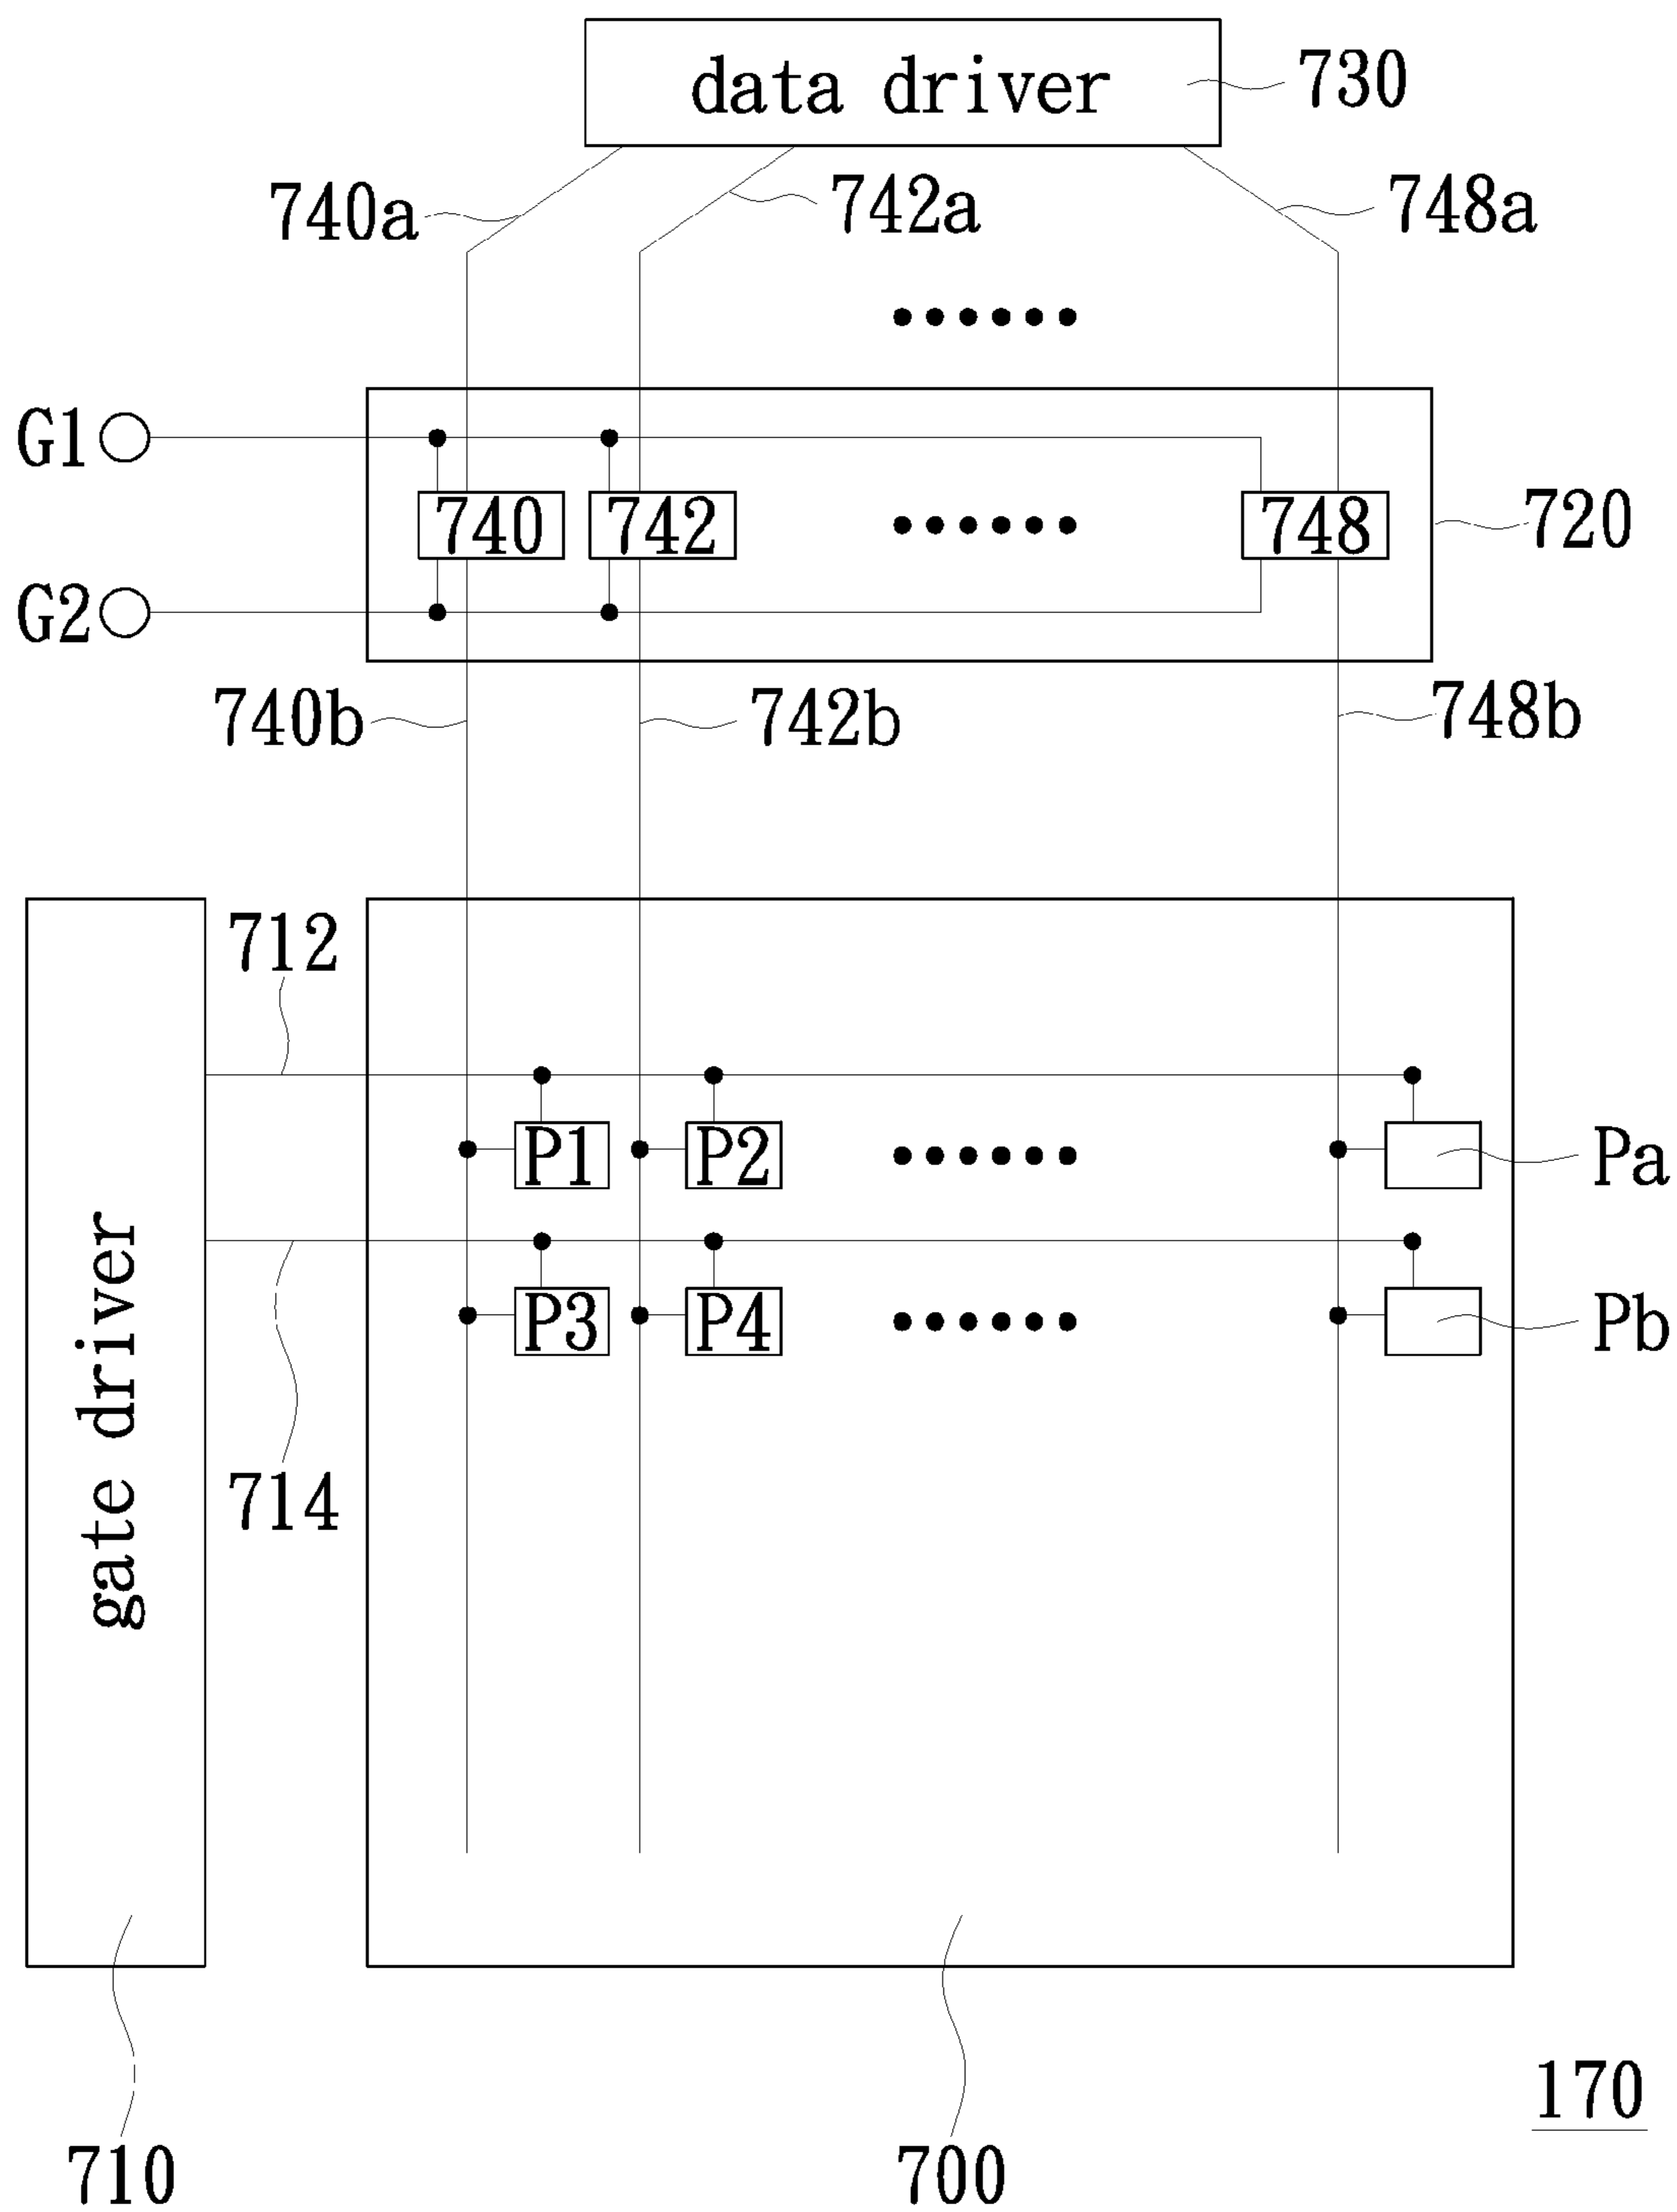 data driver
730
740a
742a
748a
G1
740
742
748
720
G2
740b
742b
748b
712
P1
P2
Pa
gate driver
P3
P4
Pb
714
170
710
700